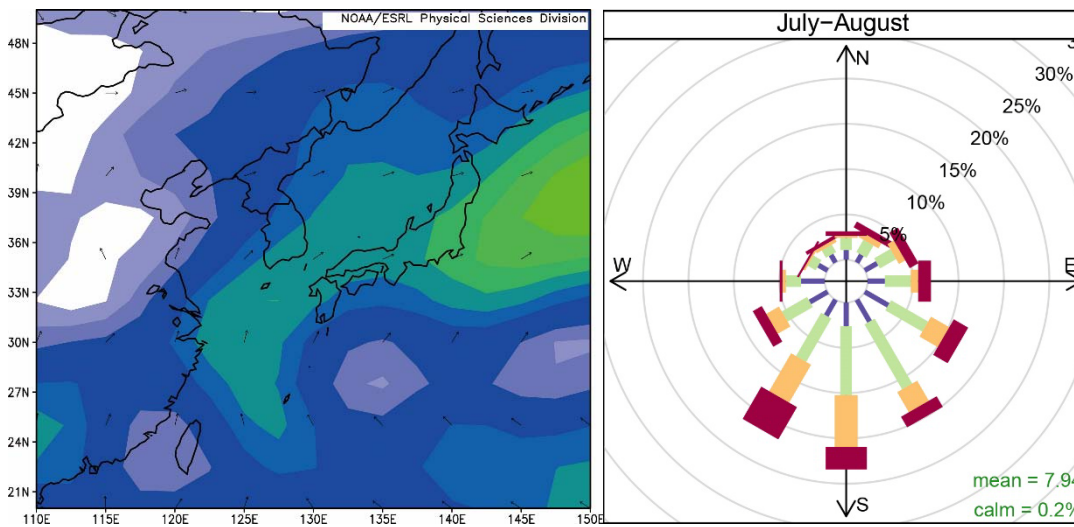 NOAA/ESRL Physical Sciences Division
48N
45N
42N
39N
36N
33N
30N
27N
24N
21N
110E
115E
120E
125E
130E
135E
140E
145E
150E
July−August
N
30%
25%
20%
15%
10%
5%
W
E
S
mean = 7.94
calm = 0.2%